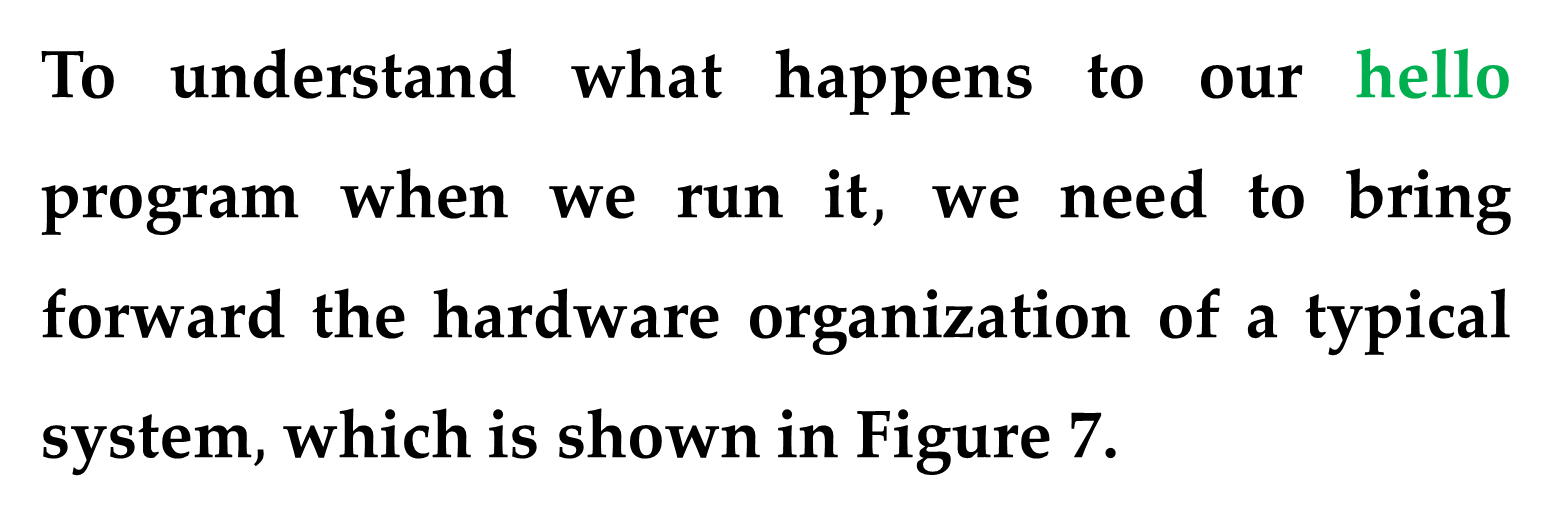 To understand what happens to our hello
program when we run it, we need to bring
forward the hardware organization of a typical
system, which is shown in Figure 7.